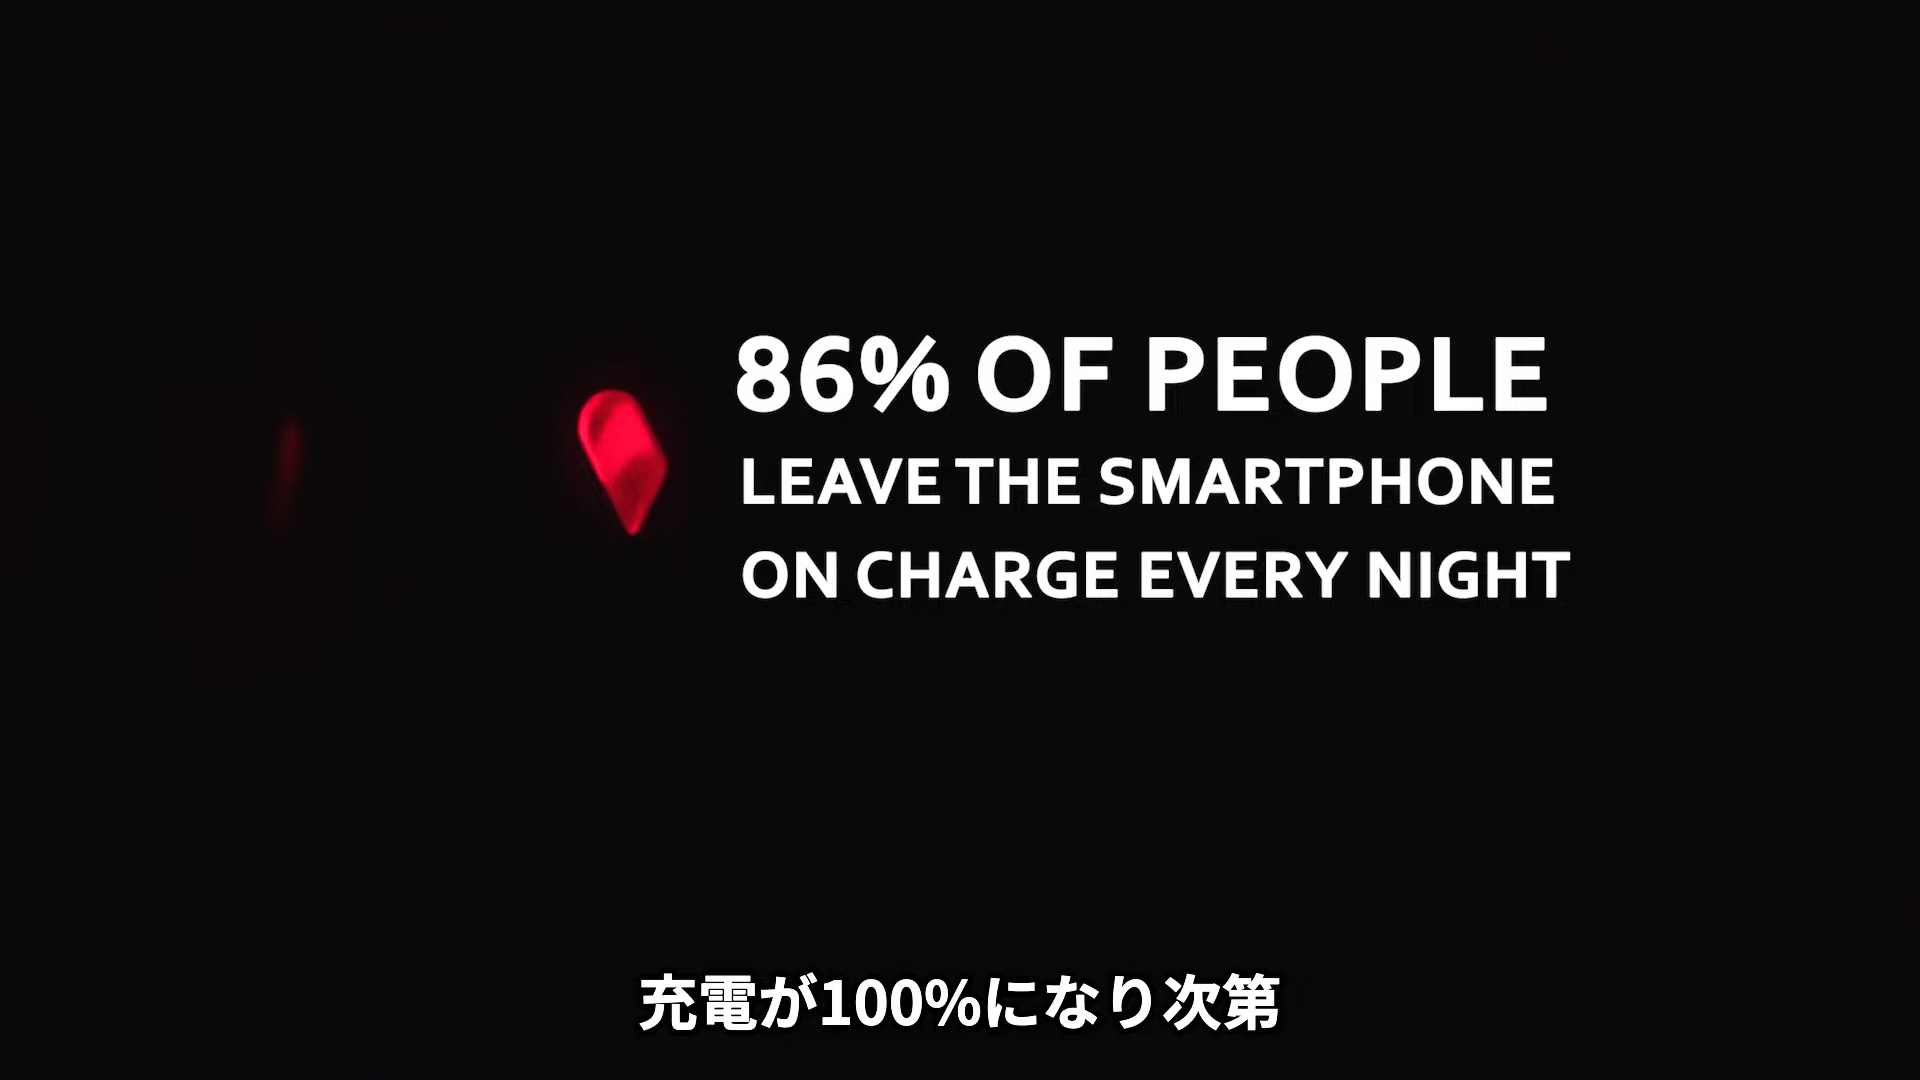 86% OF PEOPLE
LEAVE THE SMARTPHONE
ON CHARGE EVERY NIGHT
充電が100%になり次第